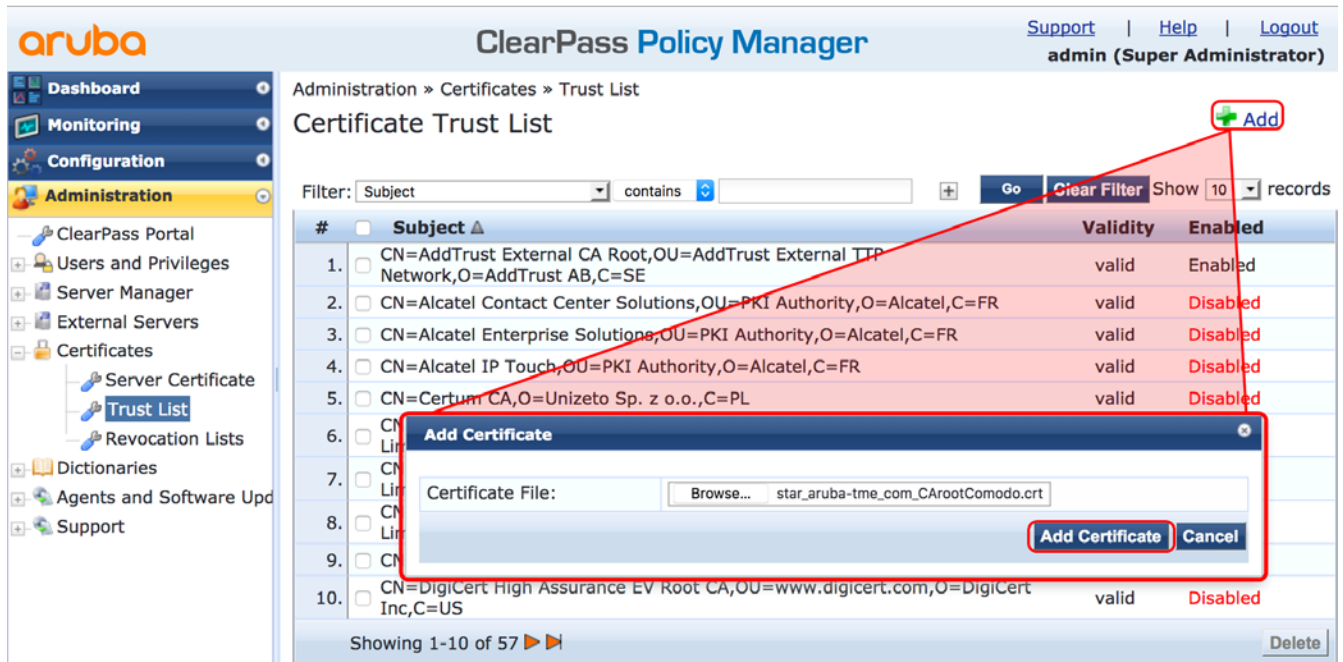 aruba
ClearPass Policy Manager
Support | Help | Logout
admin (Super Administrator)
Dashboard
Monitoring
Configuration
Administration
ClearPass Portal
Users and Privileges
Server Manager
External Servers
Certificates
Server Certificate
Trust List
Revocation Lists
Dictionaries
Agents and Software Upd
Support
Administration » Certificates » Trust List
Certificate Trust List
Add
Filter: Subject contains + Go Clear Filter Show 10 records
# Subject Validity Enabled
1. CN=AddTrust External CA Root,OU=AddTrust External TTP
Network,O=AddTrust AB,C=SE valid Enabled
2. CN=Alcatel Contact Center Solutions,OU=PKI Authority,O=Alcatel,C=FR valid Disabled
3. CN=Alcatel Enterprise Solutions,OU=PKI Authority,O=Alcatel,C=FR valid Disabled
4. CN=Alcatel IP Touch,OU=PKI Authority,O=Alcatel,C=FR valid Disabled
5. CN=Certum CA,O=Unizeto Sp. z o.o.,C=PL valid Disabled
6.
7.
8.
9.
Add Certificate
Certificate File: Browse... star_aruba-tme_com_CArootComodo.crt
Add Certificate Cancel
10. CN=DigiCert High Assurance EV Root CA,OU=www.digicert.com,O=DigiCert
Inc,C=US valid Disabled
Showing 1-10 of 57
Delete